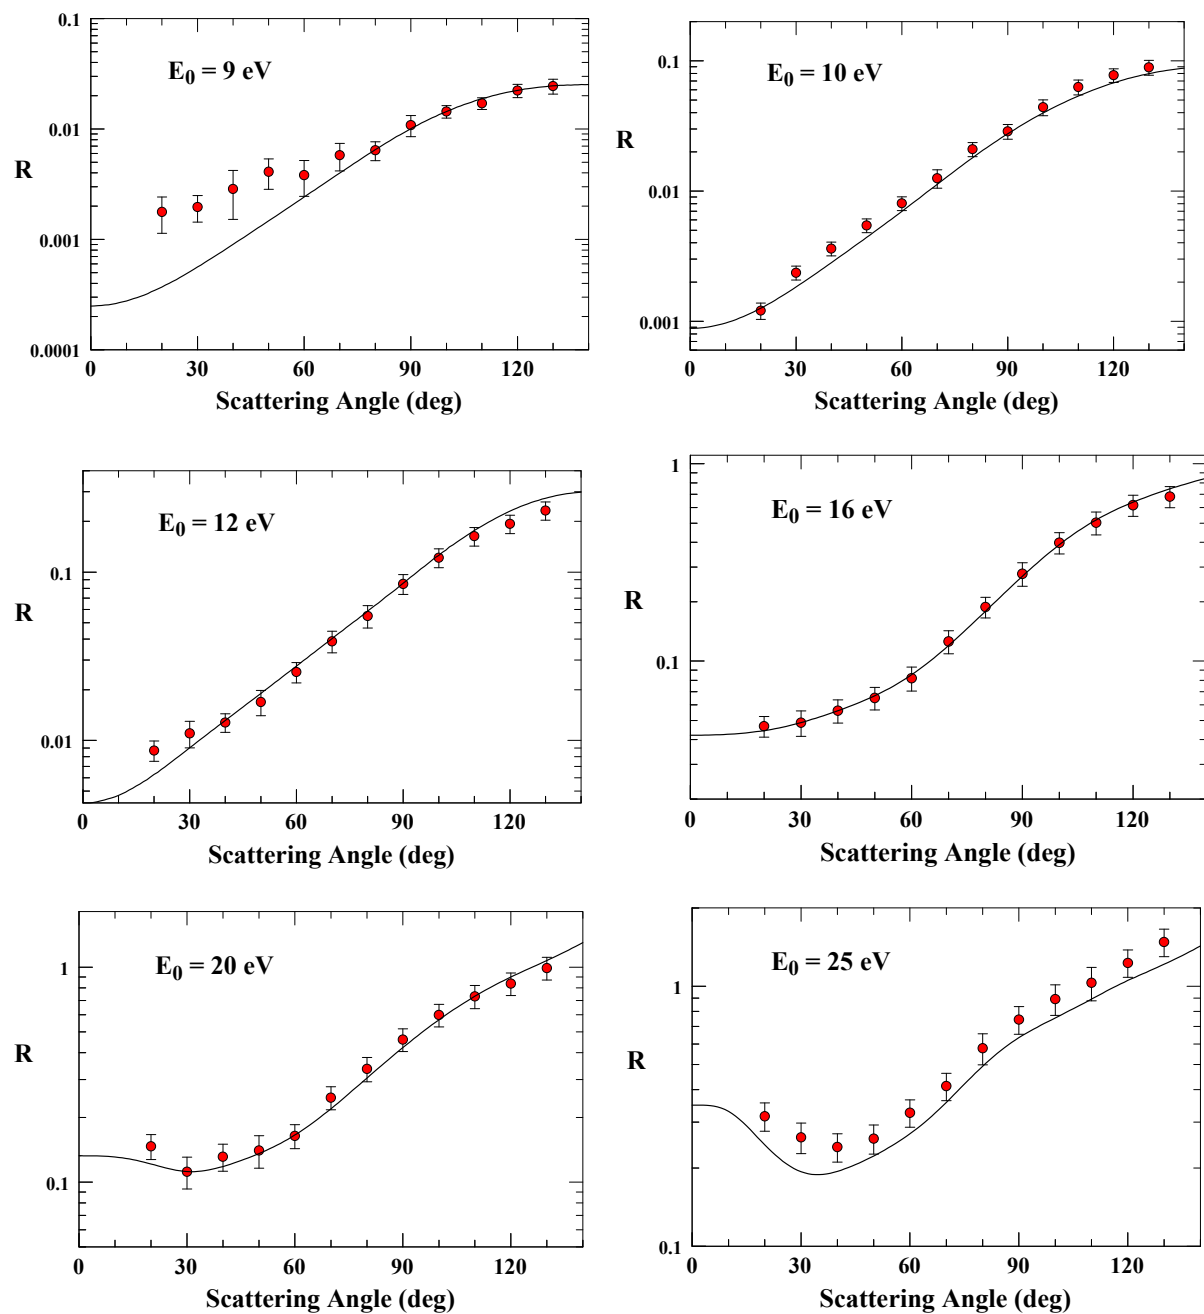 0.1
E0 = 9 eV
0.01
R
0.001
0.0001
0 30 60 90 120
Scattering Angle (deg)
0.1
E0 = 10 eV
0.01
0.001
0 30 60 90 120
Scattering Angle (deg)
E0 = 12 eV
0.1
R
0.01
0 30 60 90 120
Scattering Angle (deg)
1
E0 = 16 eV
R
0.1
0 30 60 90 120
Scattering Angle (deg)
E0 = 20 eV
1
R
0.1
30 60 90 120
Scattering Angle (deg)
E0 = 25 eV
1
R
0.1
0 30 60 90 120
Scattering Angle (deg)